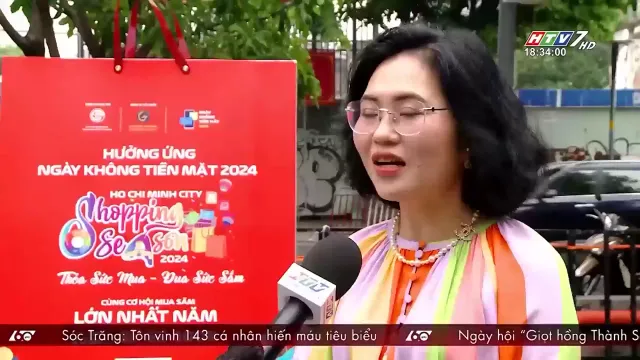 HTV7 HD
18:34:00
HƯỞNG ỨNG
NGÀY KHÔNG TIỀN MẶT 2024
HO CHI MINH CITY
Shopping
Season
2024
Thỏa Sức Mua - Đua Sức Sắm
CÙNG CƠ HỘI MUA SẮM
LỚN NHẤT NĂM
60 Sóc Trăng: Tôn vinh 143 cá nhân hiến máu tiêu biểu 60 Ngày hội “Giọt hồng Thành S